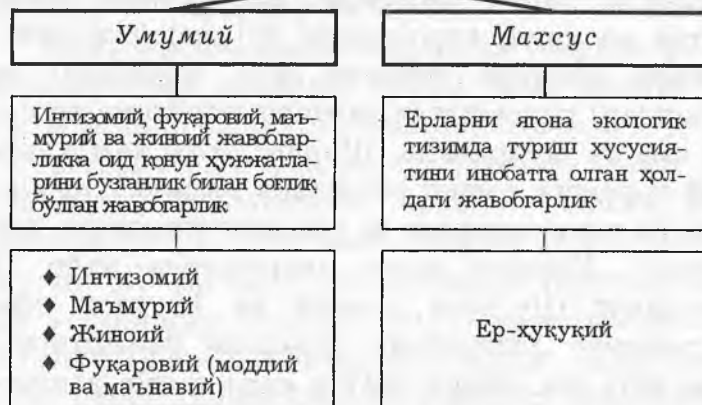 Умумий
Интизомий, фуқаровий, маъ-
мурий ва жиноий жавобгар-
ликка оид қонун ҳужжатла-
рини бузганлик билан боғлиқ
бўлган жавобгарлик
♦ Интизомий
♦ Маъмурий
♦ Жиноий
♦ Фуқаровий (моддий
ва маънавий)
Махсус
Ерларни ягона экологик
тизимда туриш хусусия-
тини инобатга олган ҳол-
даги жавобгарлик
Ер-ҳуқуқий